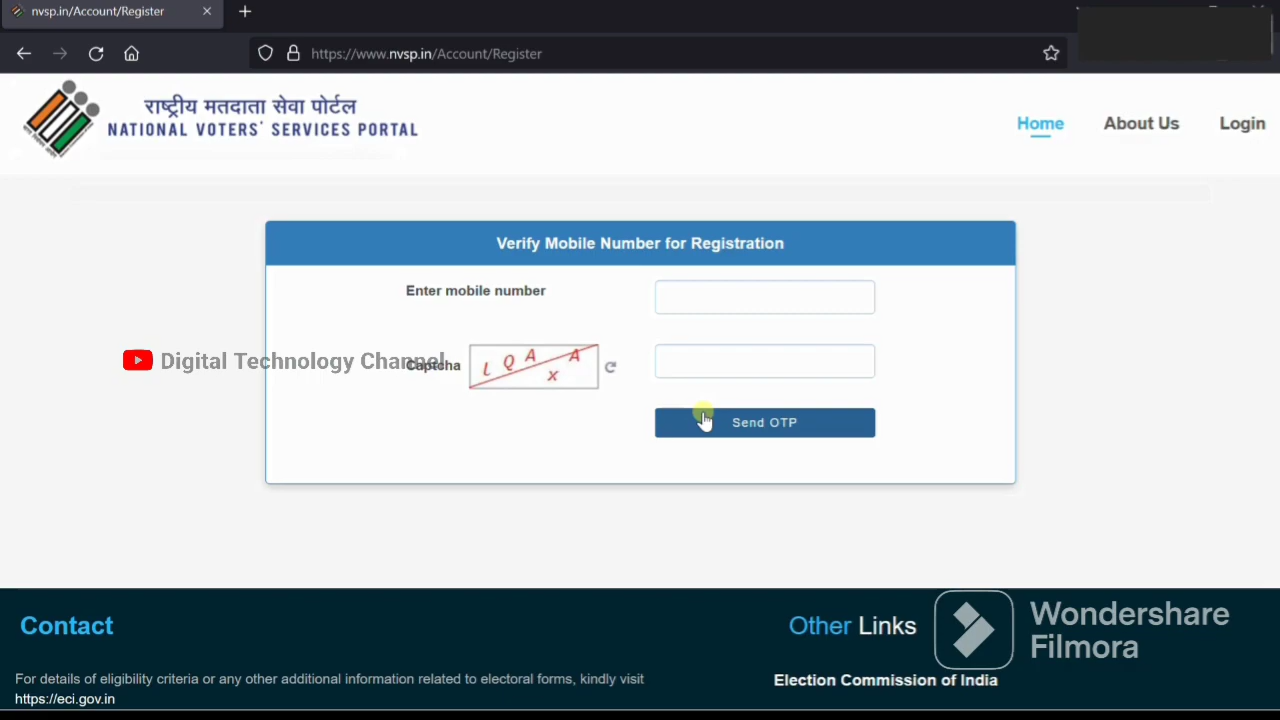 nvsp.in/Account/Register
https://www.nvsp.in/Account/Register
राष्ट्रीय मतदाता सेवा पोर्टल
NATIONAL VOTERS' SERVICES PORTAL
Home About Us Login
Verify Mobile Number for Registration
Enter mobile number
Digital Technology Channel
Captcha L Q A X A
Send OTP
Contact
Other Links
Wondershare
Filmora
For details of eligibility criteria or any other additional information related to electoral forms, kindly visit
https://eci.gov.in
Election Commission of India